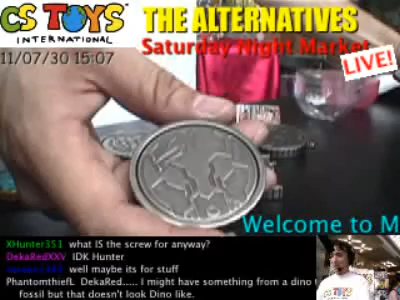 CS TOYS
INTERNATIONAL
THE ALTERNATIVES
Saturday Night Market
LIVE!
11/07/30 15:07
Welcome to M
XHunter351 what IS the screw for anyway?
DekaRedXXV IDK Hunter
well maybe its for stuff
PhantomthiefL DekaRed..... I might have something from a dino t
fossil but that doesn't look Dino like.